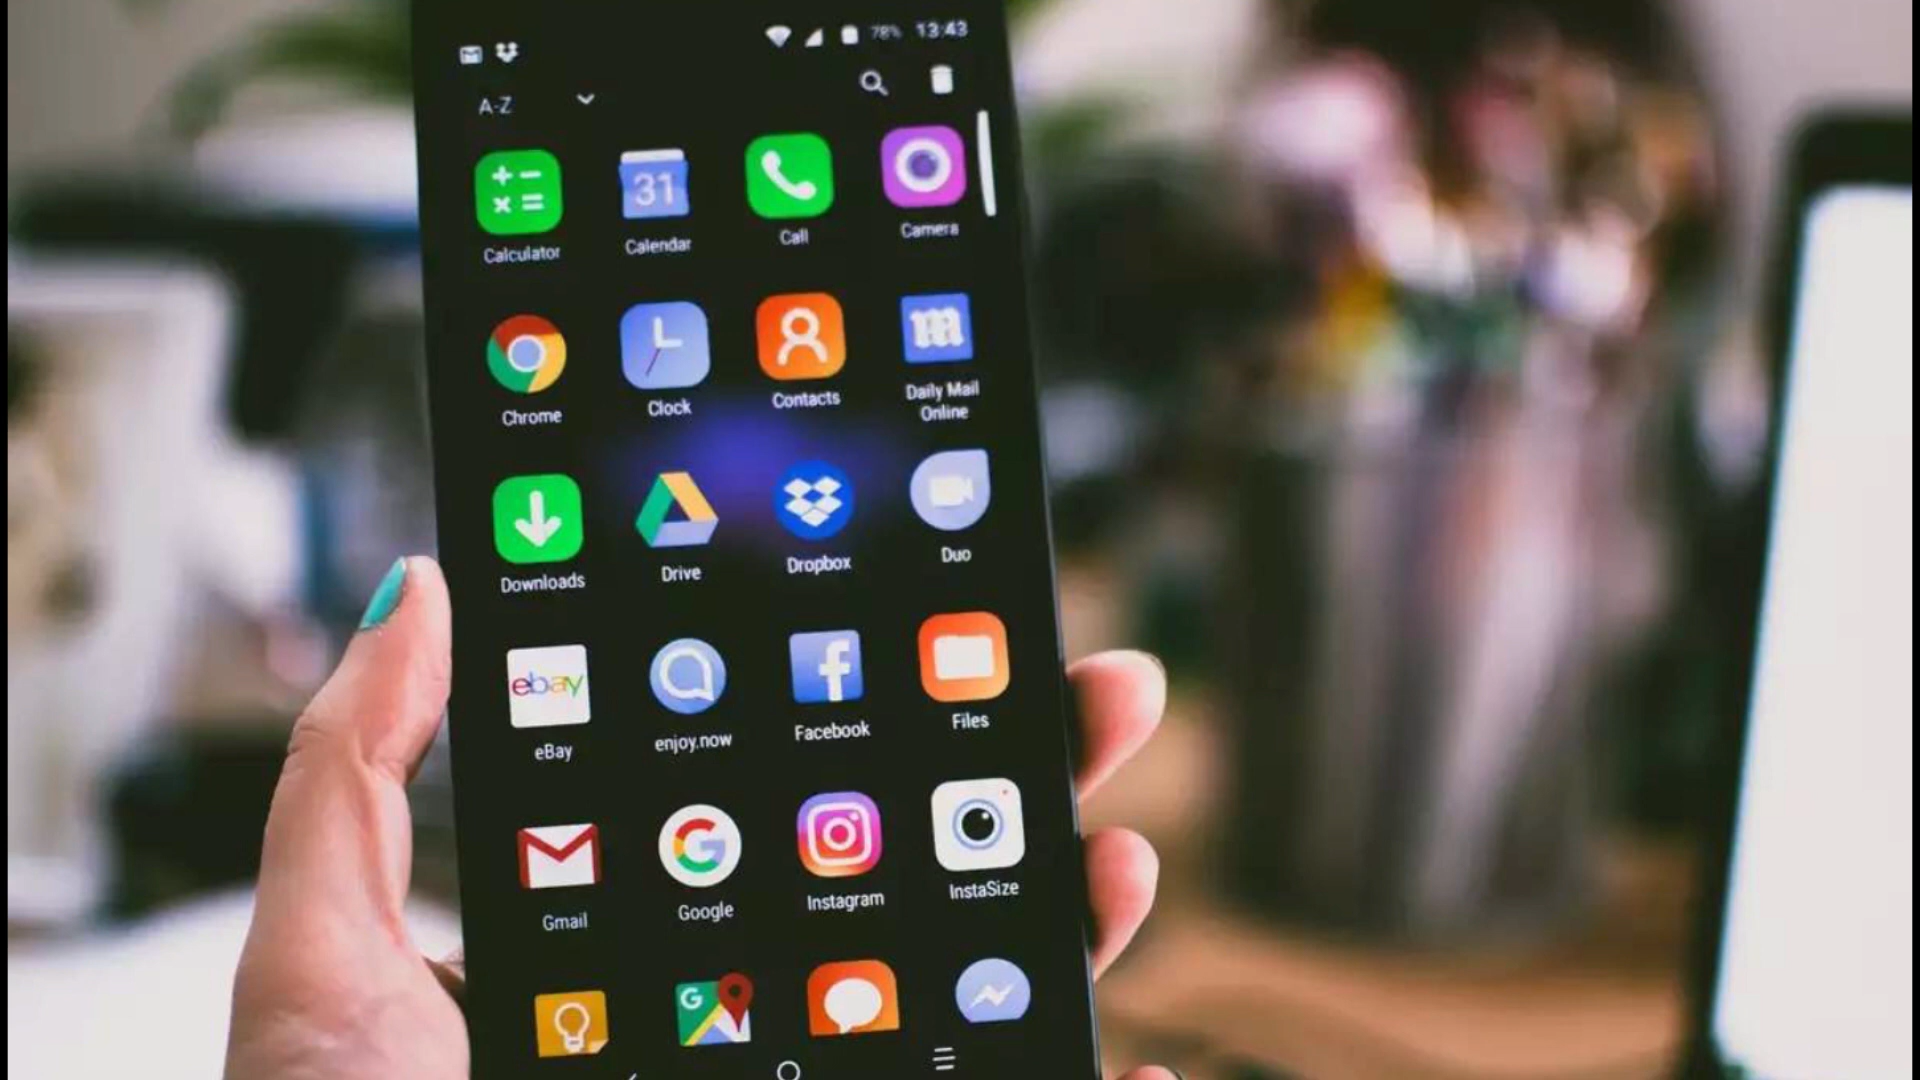 78% 13:43
A-Z
31
Calculator Calendar Call Camera
Chrome Clock Contacts Daily Mail
Online
Downloads Drive Dropbox Duo
ebay
eBay enjoy.now Facebook Files
Gmail Google Instagram InstaSize
G